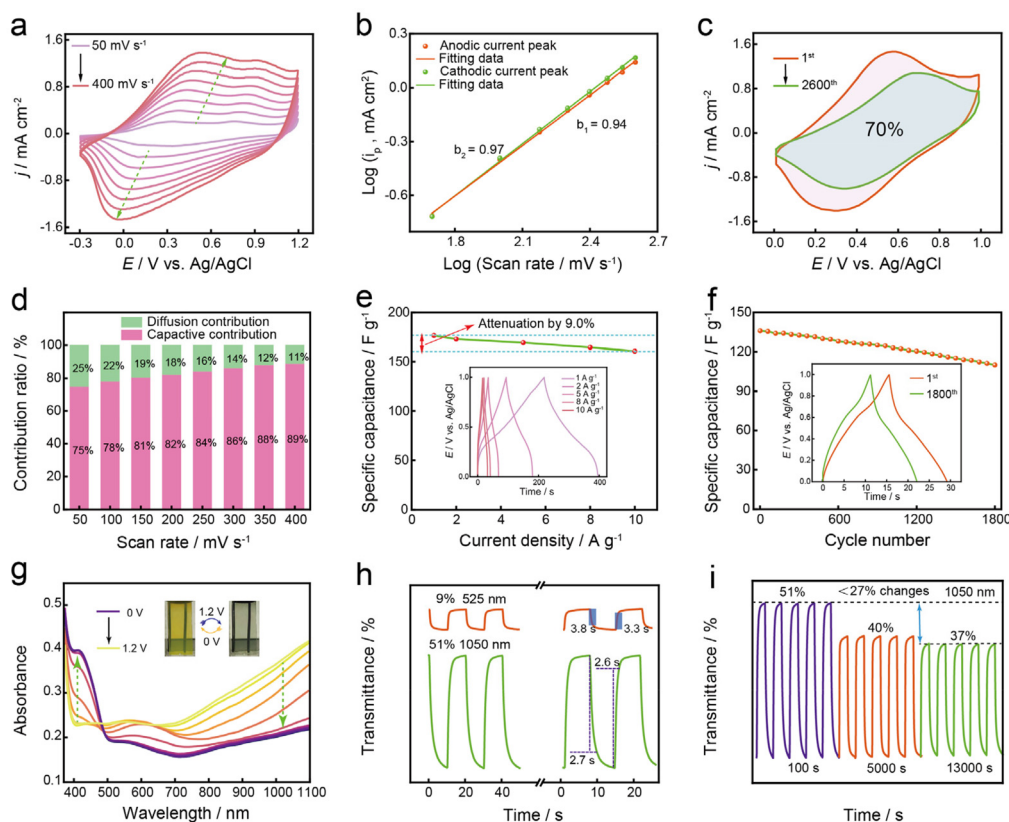 a
50 mV s⁻¹
400 mV s⁻¹
j / mA cm⁻²
1.6
0.8
0.0
-0.8
-1.6
-0.3 0.0 0.3 0.6 0.9 1.2
E / V vs. Ag/AgCl
b
Anodic current peak
Fitting data
Cathodic current peak
Fitting data
b₁ = 0.94
b₂ = 0.97
Log (iₚ , mA cm²)
0.6
0.3
0.0
-0.3
-0.6
1.8 2.1 2.4 2.7
Log (Scan rate / mV s⁻¹)
c
1ˢᵗ
2600ᵗʰ
70%
j / mA cm⁻²
1.6
0.8
0.0
-0.8
-1.6
0.0 0.2 0.4 0.6 0.8 1.0
E / V vs. Ag/AgCl
d
Diffusion contribution
Capactive contribution
Contribution ratio / %
120
100
80
60
40
20
0
25% 22% 19% 18% 16% 14% 12% 11%
75% 78% 81% 82% 84% 86% 88% 89%
50 100 150 200 250 300 350 400
Scan rate / mV s⁻¹
e
Attenuation by 9.0%
Specific capacitance / F g⁻¹
200
150
100
50
0
1 A g⁻¹
2 A g⁻¹
5 A g⁻¹
8 A g⁻¹
10 A g⁻¹
E / V vs. Ag/AgCl
1.0
0.5
0.0
0 100 200 300 400
Time / s
0 2 4 6 8 10
Current density / A g⁻¹
f
Specific capacitance / F g⁻¹
150
120
90
60
30
0
1ˢᵗ
1800ᵗʰ
E / V vs. Ag/AgCl
1.0
0.8
0.6
0.4
0.2
0.0
0 5 10 15 20 25 30
Time / s
0 600 1200 1800
Cycle number
g
0 V
1.2 V
1.2 V
0 V
Absorbance
0.5
0.4
0.3
0.2
0.1
400 500 600 700 800 900 1000 1100
Wavelength / nm
h
9% 525 nm
3.8 s
3.3 s
51% 1050 nm
2.6 s
2.7 s
Transmittance / %
0 20 40 0 10 20
Time / s
i
51%
<27% changes
1050 nm
40%
37%
100 s
5000 s
13000 s
Transmittance / %
Time / s